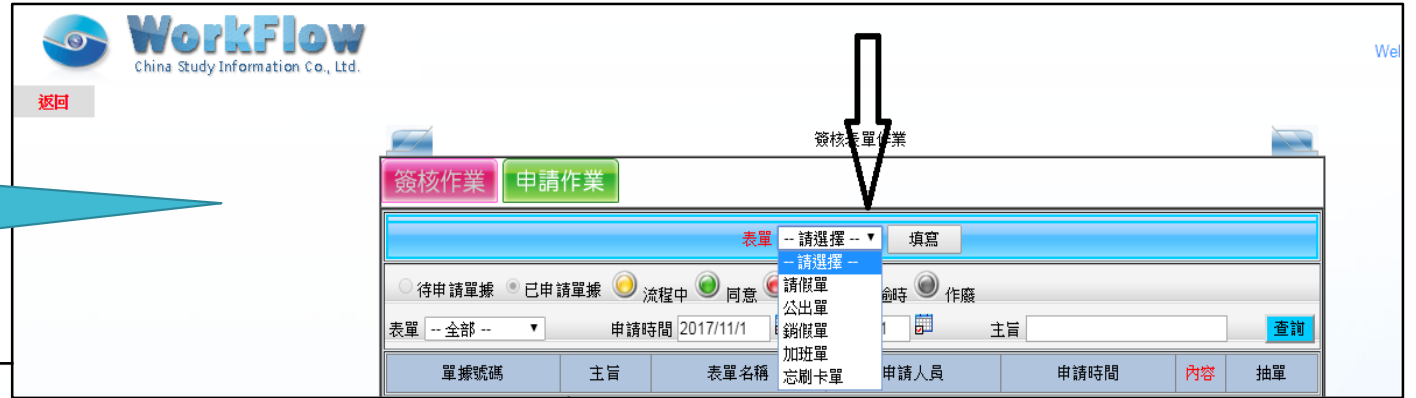 WorkFlow
China Study Information Co., Ltd.
Wel
返回
簽核表單作業
簽核作業 申請作業
表單 -- 請選擇 -- 填寫
-- 請選擇 --
請假單
公出單
銷假單
加班單
忘刷卡單
待申請單據 已申請單據 流程中 同意 逾時 作廢
表單 -- 全部 -- 申請時間 2017/11/1 1 主旨 查詢
單據號碼 主旨 表單名稱 申請人員 申請時間 內容 抽單